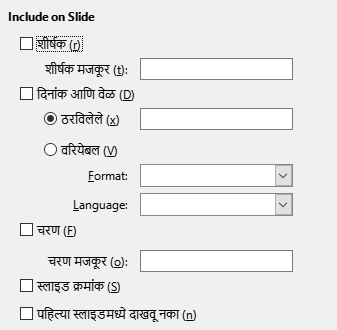 Include on Slide
शीर्षक (r)
शीर्षक मजकूर (t):
दिनांक आणि वेळ (D)
ठरविलेले (x)
वरियेबल (V)
Format:
Language:
चरण (F)
चरण मजकूर (o):
स्लाइड क्रमांक (S)
पहिल्या स्लाइडमध्ये दाखवू नका (n)